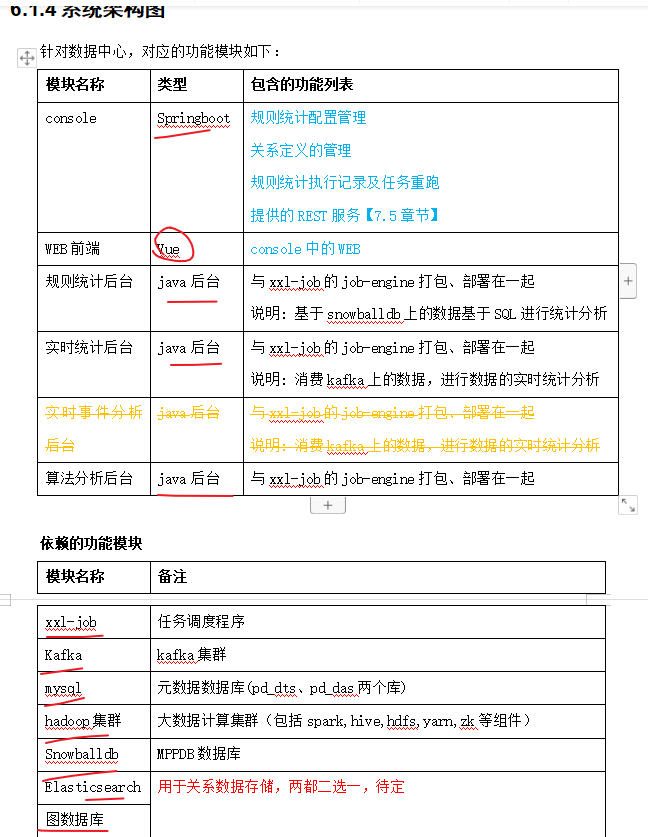 6.1.4 系统架构图
针对数据中心，对应的功能模块如下：
模块名称 类型 包含的功能列表
console Springboot 规则统计配置管理
关系定义的管理
规则统计执行记录及任务重跑
提供的 REST 服务【7.5 章节】
WEB 前端 Vue console 中的 WEB
规则统计后台 java 后台 与 xxl-job 的 job-engine 打包、部署在一起
说明：基于 snowballdb 上的数据基于 SQL 进行统计分析
实时统计后台 java 后台 与 xxl-job 的 job-engine 打包、部署在一起
说明：消费 kafka 上的数据，进行数据的实时统计分析
实时事件分析 java 后台 与 xxl-job 的 job-engine 打包、部署在一起
后台 说明：消费 kafka 上的数据，进行数据的实时统计分析
算法分析后台 java 后台 与 xxl-job 的 job-engine 打包、部署在一起
依赖的功能模块
模块名称 备注
xxl-job 任务调度程序
Kafka kafka 集群
mysql 元数据数据库(pd_dts、pd_das 两个库)
hadoop 集群 大数据计算集群（包括 spark,hive,hdfs,yarn,zk 等组件）
Snowballdb MPPDB 数据库
Elasticsearch 用于关系数据存储，两都二选一，待定
图数据库